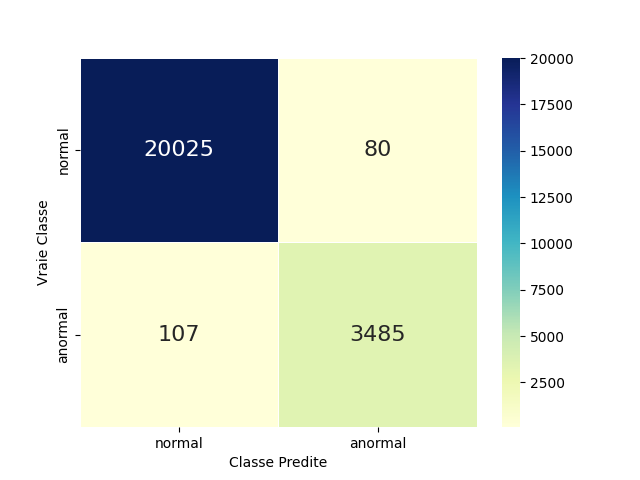 normal
20025
80
anormal
107
3485
Vraie Classe
normal
anormal
Classe Predite
20000
17500
15000
12500
10000
7500
5000
2500